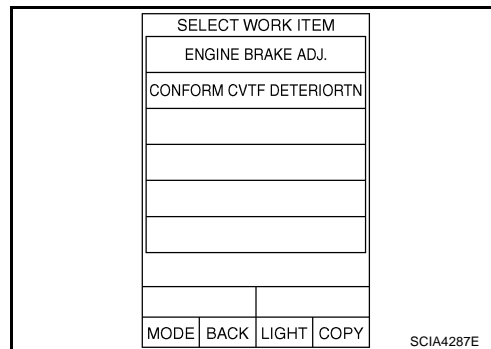 SELECT WORK ITEM
ENGINE BRAKE ADJ.
CONFORM CVTF DETERIORTN
MODE BACK LIGHT COPY
SCIA4287E